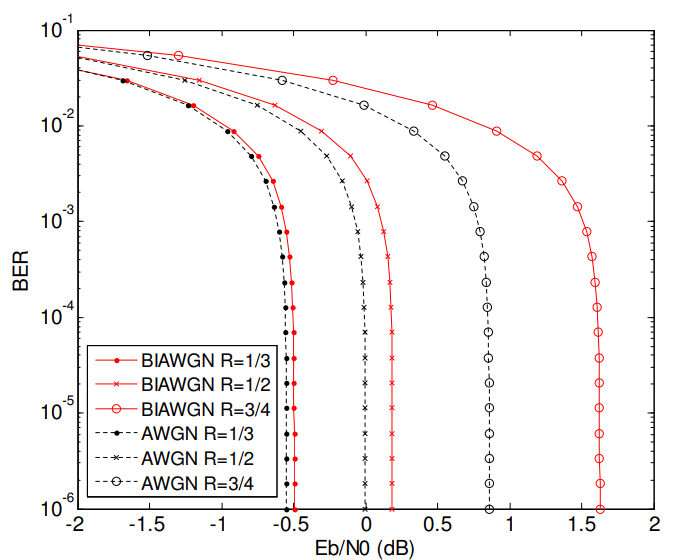 10^-1
10^-2
10^-3
10^-4
10^-5
10^-6
BER
BIAWGN R=1/3
BIAWGN R=1/2
BIAWGN R=3/4
AWGN R=1/3
AWGN R=1/2
AWGN R=3/4
-2 -1.5 -1 -0.5 0 0.5 1 1.5 2
Eb/N0 (dB)